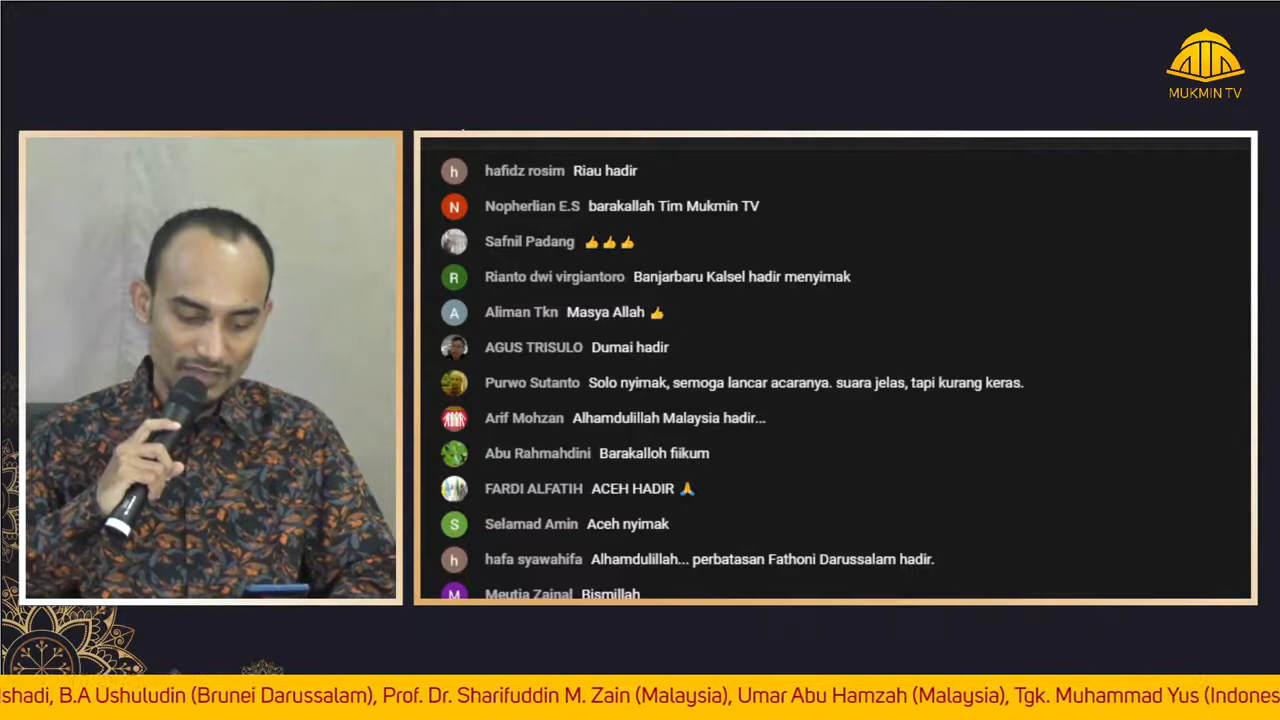 MUKMIN TV
h hafidz rosim Riau hadir
N Nopherlian E.S barakallah Tim Mukmin TV
Safnil Padang 👍👍👍
R Rianto dwi virgiantoro Banjarbaru Kalsel hadir menyimak
A Aliman Tkn Masya Allah 👍
AGUS TRISULO Dumai hadir
Purwo Sutanto Solo nyimak, semoga lancar acaranya. suara jelas, tapi kurang keras.
Arif Mohzan Alhamdulillah Malaysia hadir...
Abu Rahmahdini Barakalloh fiikum
FARDI ALFATIH ACEH HADIR 🙏
S Selamad Amin Aceh nyimak
h hafa syawahifa Alhamdulillah... perbatasan Fathoni Darussalam hadir.
M Meutia Zainal Bismillah
Ishadi, B.A Ushuludin (Brunei Darussalam), Prof. Dr. Sharifuddin M. Zain (Malaysia), Umar Abu Hamzah (Malaysia), Tgk. Muhammad Yus (Indones